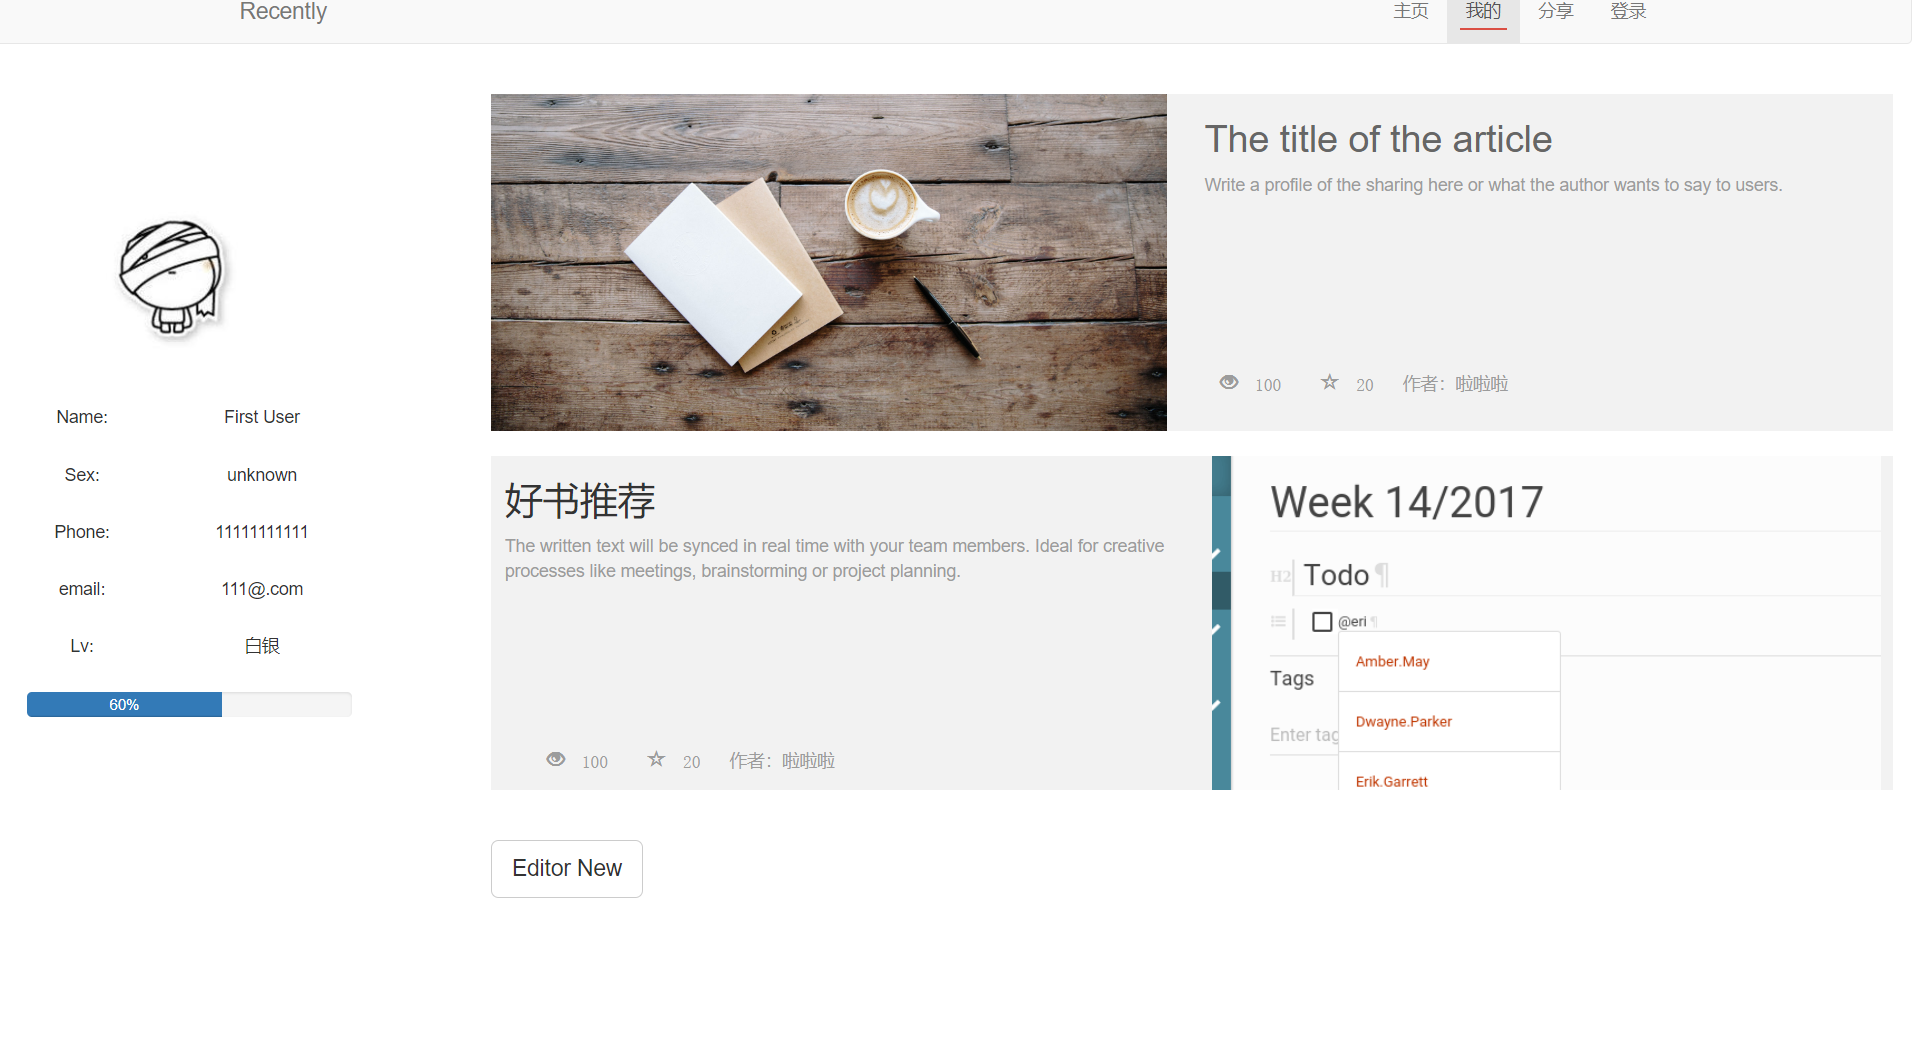 Recently
主页 我的 分享 登录
Name: First User
Sex: unknown
Phone: 11111111111
email: 111@.com
Lv: 白银
60%
The title of the article
Write a profile of the sharing here or what the author wants to say to users.
100 20 作者：啦啦啦
好书推荐
The written text will be synced in real time with your team members. Ideal for creative
processes like meetings, brainstorming or project planning.
100 20 作者：啦啦啦
Week 14/2017
H2 Todo ¶
@eri ¶
Amber.May
Tags
Dwayne.Parker
Enter tag
Erik.Garrett
Editor New